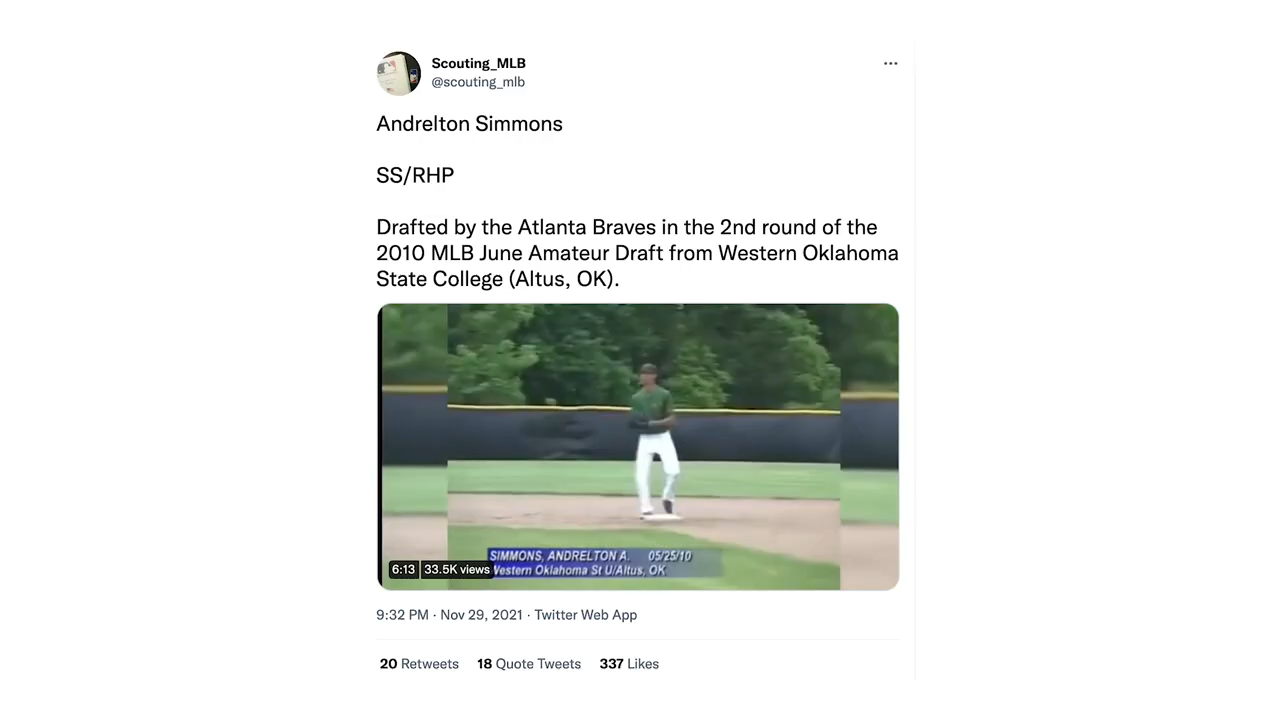 Scouting_MLB
@scouting_mlb
Andrelton Simmons
SS/RHP
Drafted by the Atlanta Braves in the 2nd round of the
2010 MLB June Amateur Draft from Western Oklahoma
State College (Altus, OK).
SIMMONS, ANDRELTON A. 05/25/10
Western Oklahoma St U/Altus, OK
6:13 33.5K views
9:32 PM · Nov 29, 2021 · Twitter Web App
20 Retweets 18 Quote Tweets 337 Likes